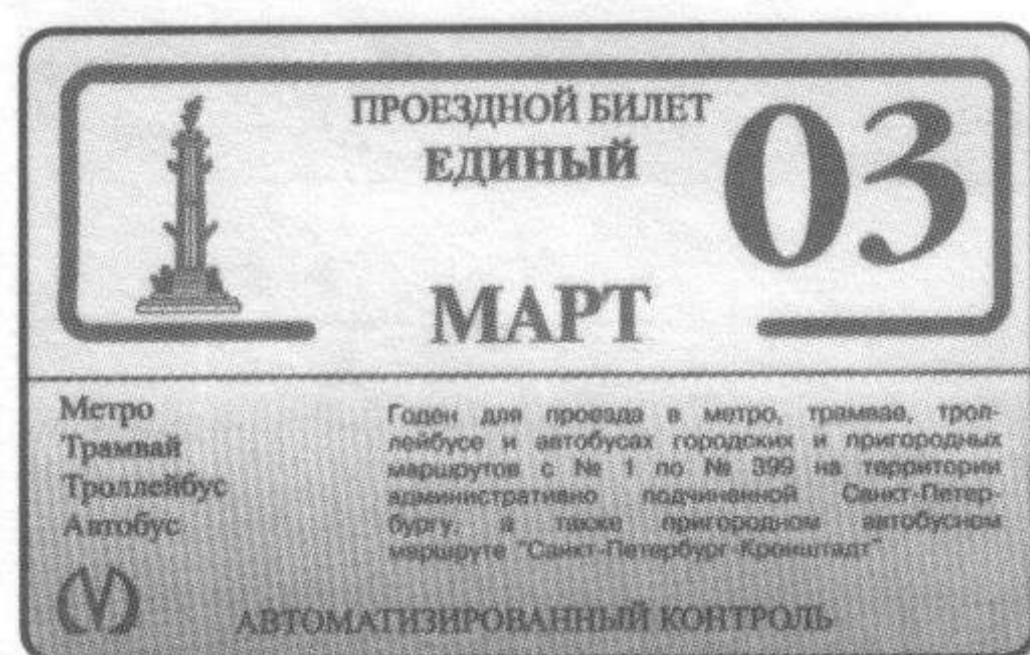 ПРОЕЗДНОЙ БИЛЕТ
ЕДИНЫЙ
03
МАРТ
Метро
Трамвай
Троллейбус
Автобус
Годен для проезда в метро, трамвае, трол-
лейбусе и автобусах городских и пригородных
маршрутов с № 1 по № 399 на территории
административно подчиненной Санкт-Петер-
бургу, а также пригородном автобусном
маршруте "Санкт-Петербург-Кронштадт"
АВТОМАТИЗИРОВАННЫЙ КОНТРОЛЬ